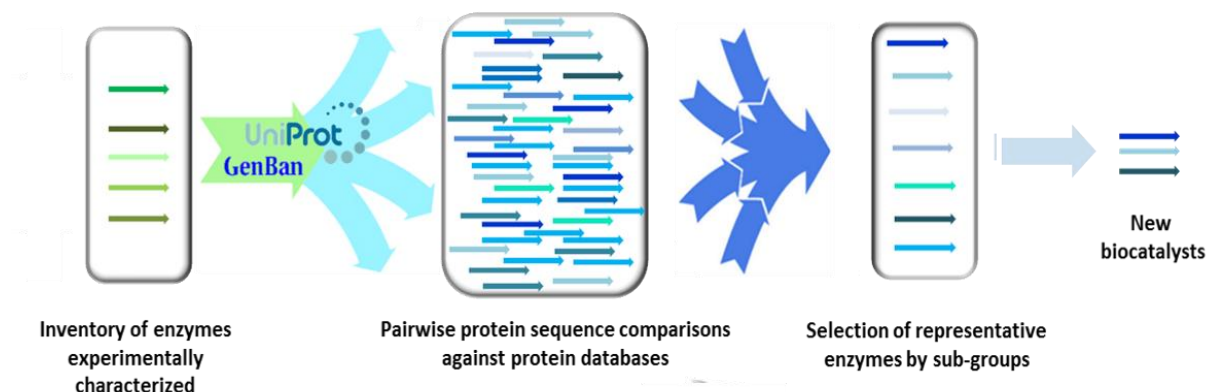 UniProt
GenBan
New
biocatalysts
Inventory of enzymes
experimentally
characterized
Pairwise protein sequence comparisons
against protein databases
Selection of representative
enzymes by sub-groups